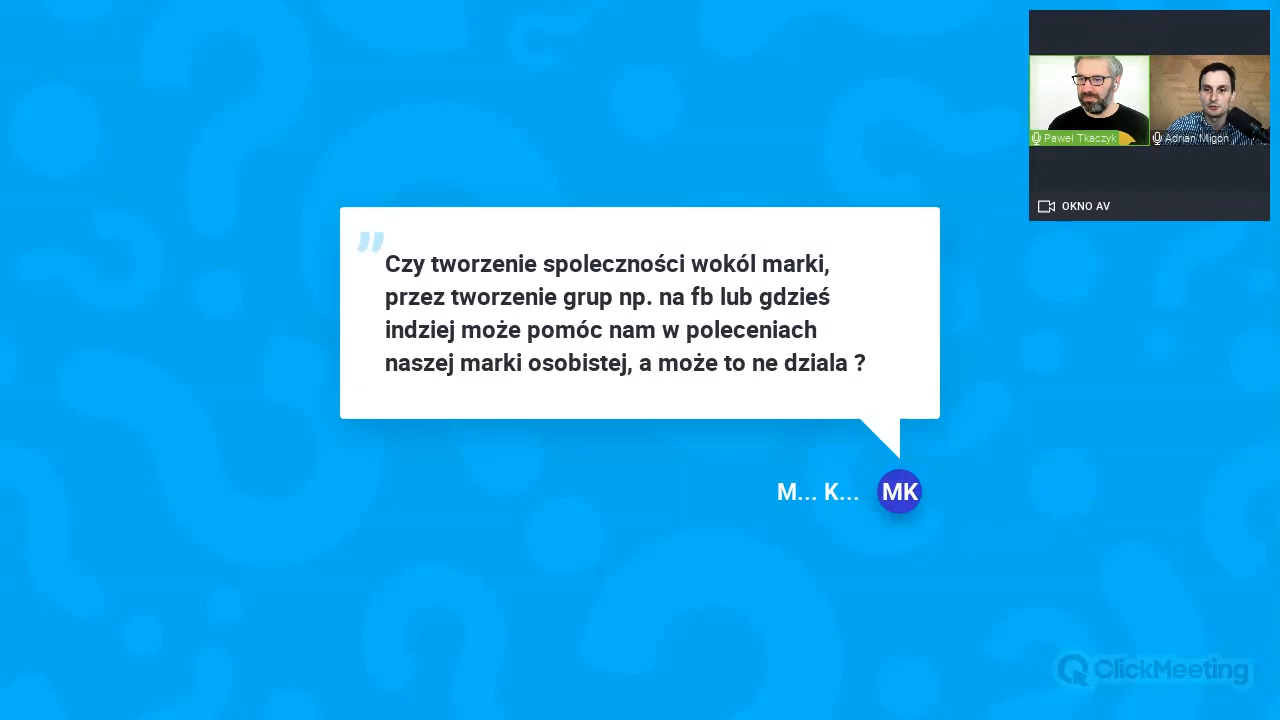 Czy tworzenie spoleczności wokól marki,
przez tworzenie grup np. na fb lub gdzieś
indziej może pomóc nam w poleceniach
naszej marki osobistej, a może to ne dziala ?
M... K...
MK
Paweł Tkaczyk
Adrian Migoń
OKNO AV
ClickMeeting